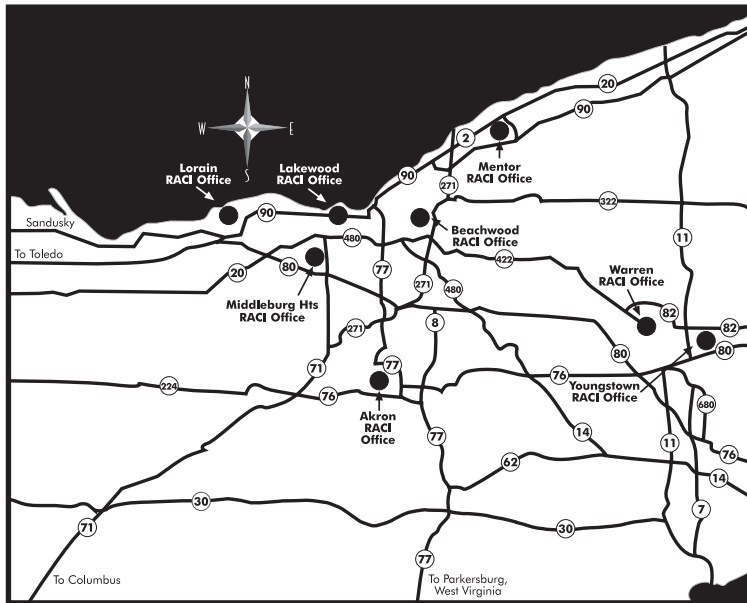 N
W E
S
20
90
2
Mentor
RACI Office
90
271
Lorain
RACI Office
Lakewood
RACI Office
322
Sandusky
90
Beachwood
RACI Office
11
To Toledo
480
77
422
Warren
RACI Office
20
80
271
480
Middleburg Hts
RACI Office
82
82
271
8
80
80
71
77
76
Youngstown
RACI Office
224
76
680
Akron
RACI
Office
77
14
11
76
62
14
30
7
71
30
77
To Columbus
To Parkersburg,
West Virginia